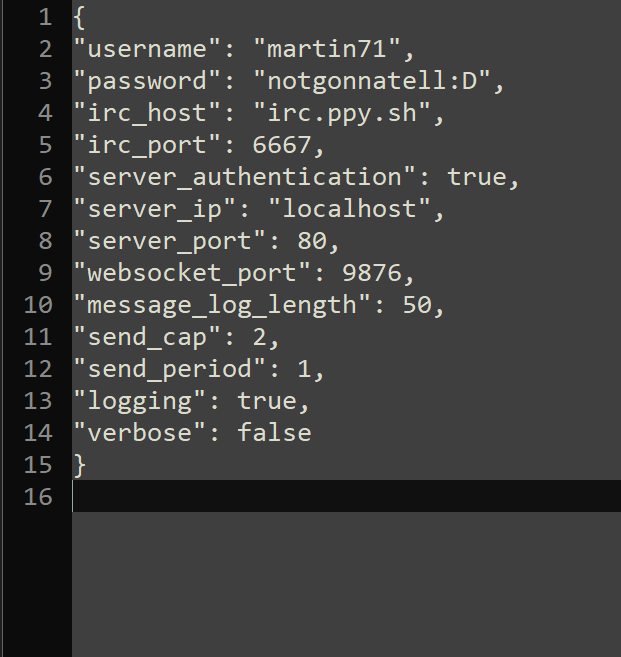 1 {
2 "username": "martin71",
3 "password": "notgonnatell:D",
4 "irc_host": "irc.ppy.sh",
5 "irc_port": 6667,
6 "server_authentication": true,
7 "server_ip": "localhost",
8 "server_port": 80,
9 "websocket_port": 9876,
10 "message_log_length": 50,
11 "send_cap": 2,
12 "send_period": 1,
13 "logging": true,
14 "verbose": false
15 }
16